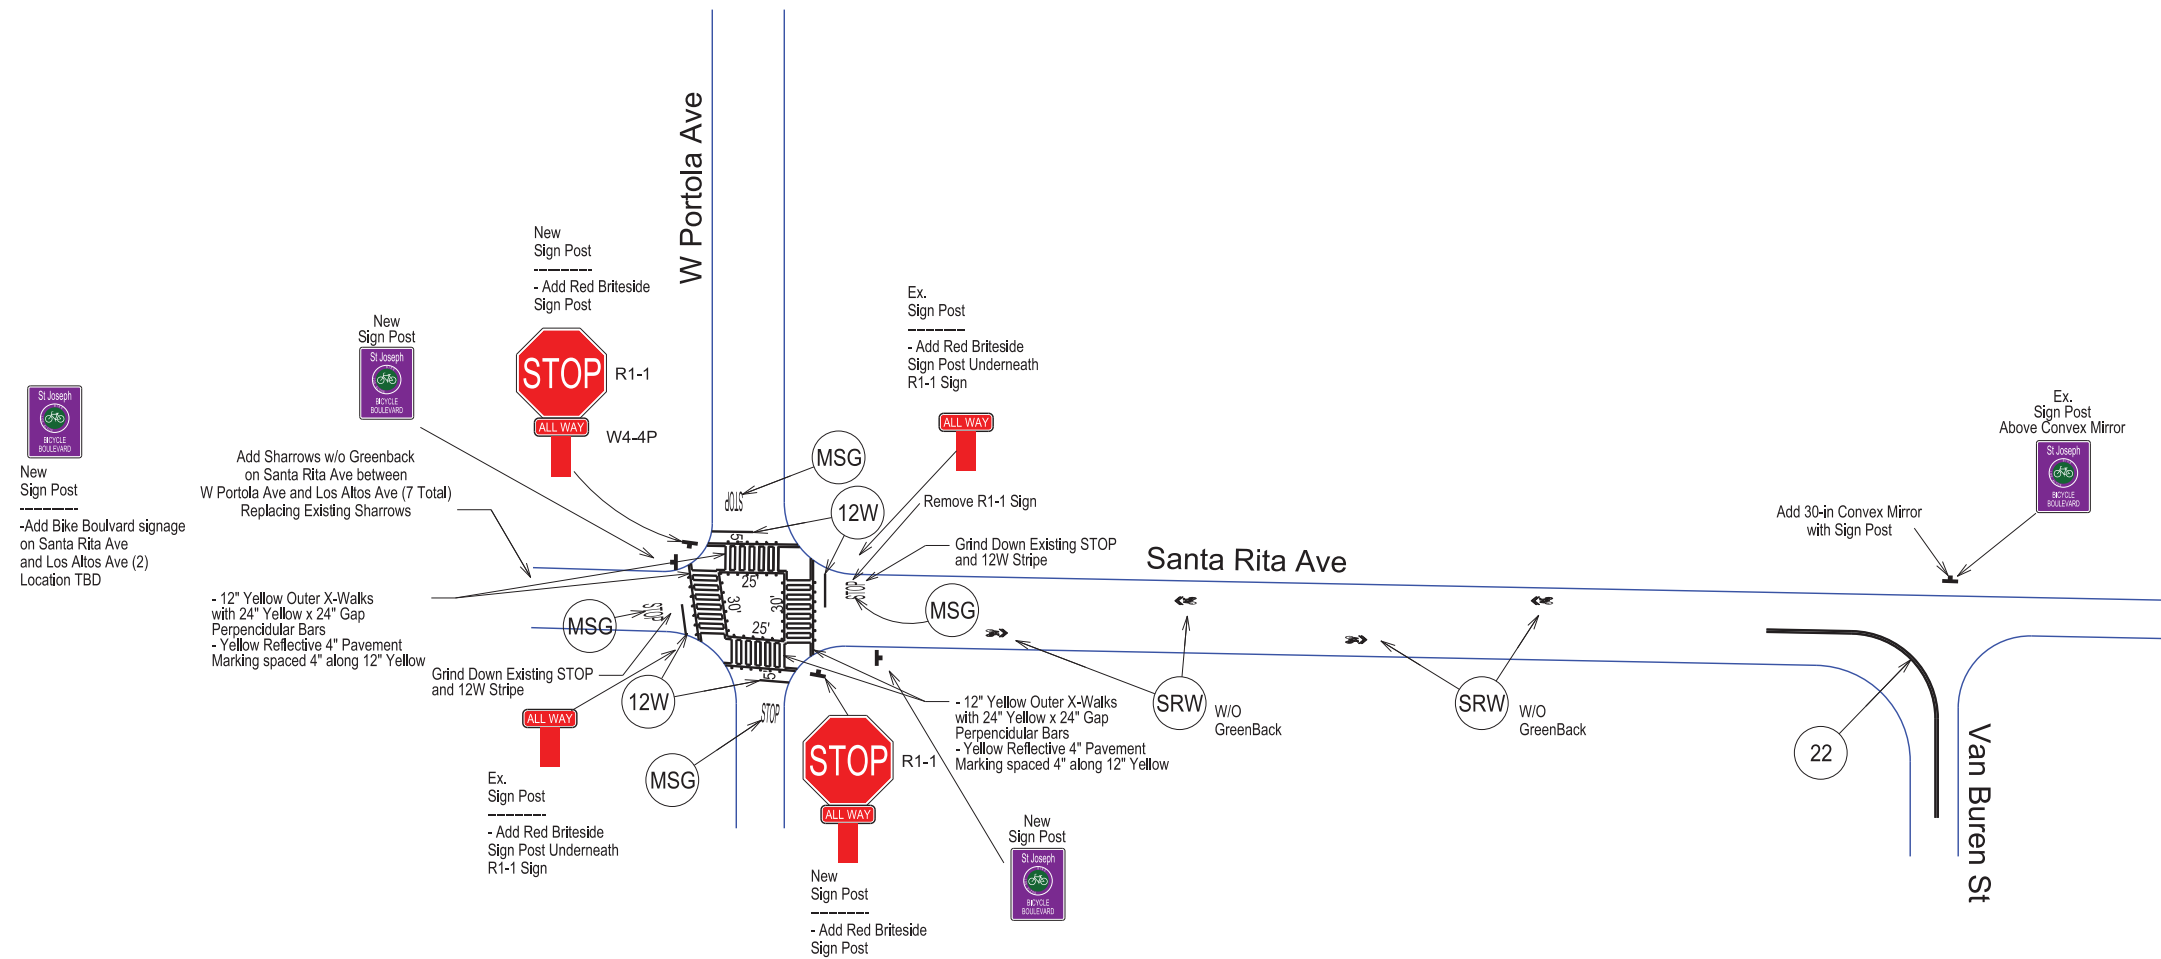 W Portola Ave
New
Sign Post
- Add Red Briteside
Sign Post
STOP
R1-1
ALL WAY
W4-4P
New
Sign Post
St Joseph
BICYCLE
BOULEVARD
St Joseph
BICYCLE
BOULEVARD
New
Sign Post
-Add Bike Boulvard signage
on Santa Rita Ave
and Los Altos Ave (2)
Location TBD
Add Sharrows w/o Greenback
on Santa Rita Ave between
W Portola Ave and Los Altos Ave (7 Total)
Replacing Existing Sharrows
Ex.
Sign Post
- Add Red Briteside
Sign Post Underneath
R1-1 Sign
ALL WAY
MSG
STOP
12W
Remove R1-1 Sign
Grind Down Existing STOP
and 12W Stripe
Santa Rita Ave
Ex.
Sign Post
Above Convex Mirror
St Joseph
BICYCLE
BOULEVARD
Add 30-in Convex Mirror
with Sign Post
- 12" Yellow Outer X-Walks
with 24" Yellow x 24" Gap
Perpencidular Bars
- Yellow Reflective 4" Pavement
Marking spaced 4" along 12" Yellow
5'
25'
30'
30'
25'
5'
STOP
MSG
STOP
MSG
Grind Down Existing STOP
and 12W Stripe
12W
ALL WAY
Ex.
Sign Post
- Add Red Briteside
Sign Post Underneath
R1-1 Sign
STOP
MSG
STOP
R1-1
ALL WAY
New
Sign Post
- Add Red Briteside
Sign Post
- 12" Yellow Outer X-Walks
with 24" Yellow x 24" Gap
Perpencidular Bars
- Yellow Reflective 4" Pavement
Marking spaced 4" along 12" Yellow
New
Sign Post
St Joseph
BICYCLE
BOULEVARD
SRW
W/O
GreenBack
SRW
W/O
GreenBack
22
Van Buren St